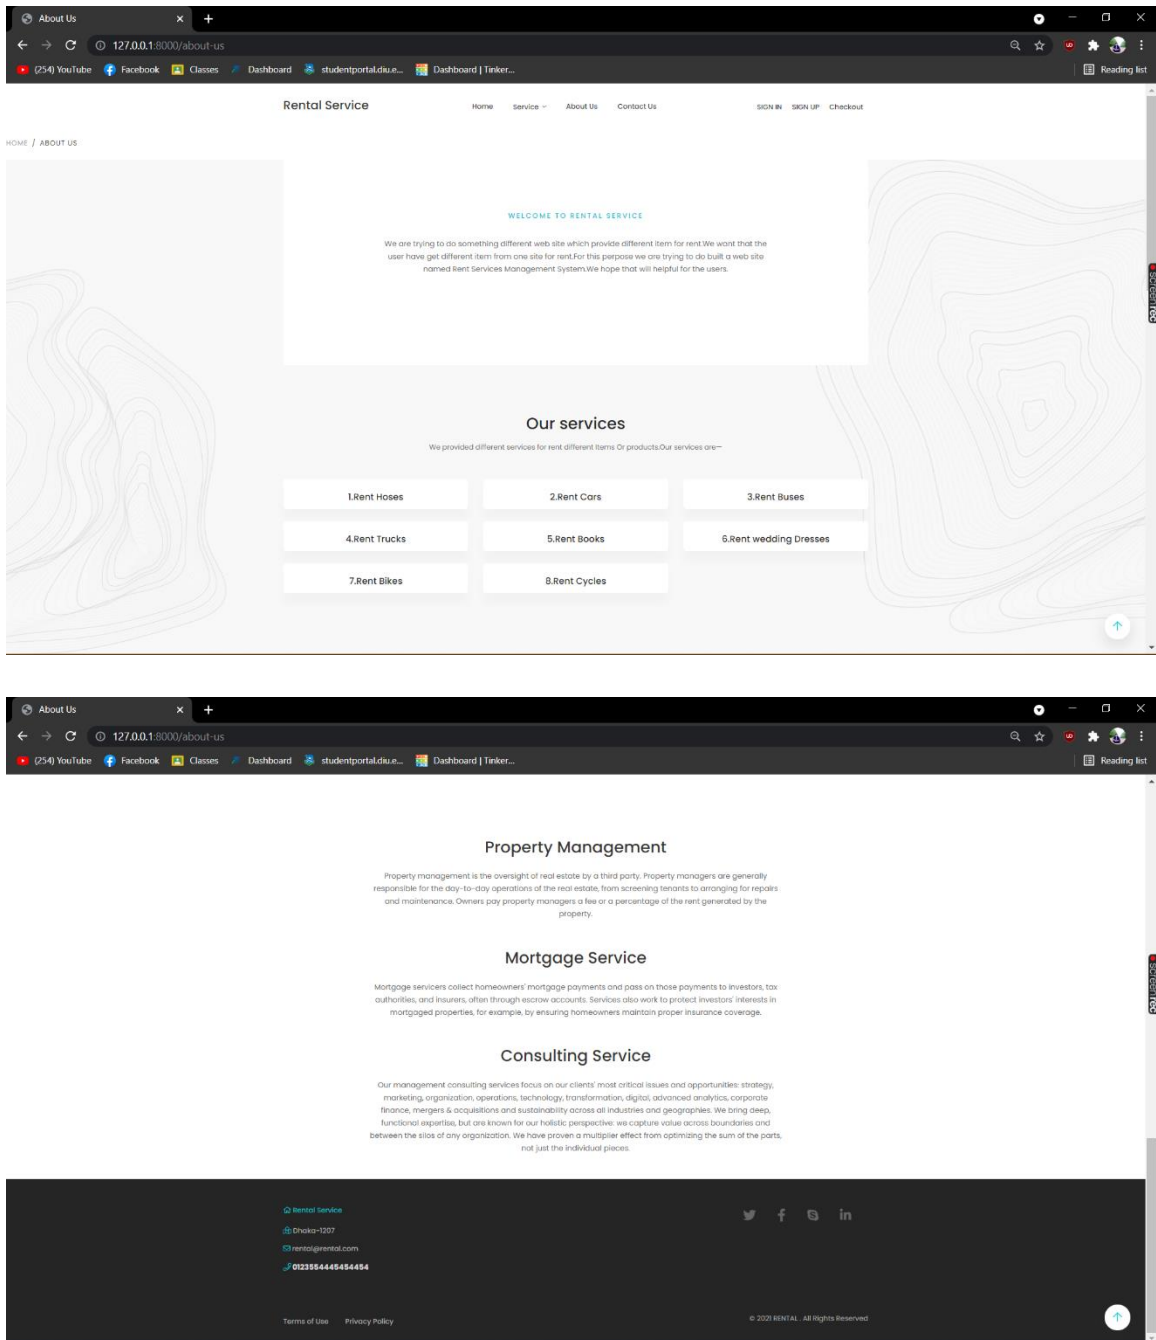 About Us
127.0.0.1:8000/about-us
(254) YouTube Facebook Classes Dashboard studentportal.diu.e... Dashboard | Tinker... Reading list
Rental Service Home Service About Us Contact Us SIGN IN SIGN UP Checkout
HOME / ABOUT US
WELCOME TO RENTAL SERVICE
We are trying to do something different web site which provide different item for rent.We want that the
user have get different item from one site for rent.For this perpose we are trying to do built a web site
named Rent Services Management System.We hope that will helpful for the users.
screenrec
Our services
We provided different services for rent different Items Or products.Our services are—
1.Rent Hoses 2.Rent Cars 3.Rent Buses
4.Rent Trucks 5.Rent Books 6.Rent wedding Dresses
7.Rent Bikes 8.Rent Cycles
About Us
127.0.0.1:8000/about-us
(254) YouTube Facebook Classes Dashboard studentportal.diu.e... Dashboard | Tinker... Reading list
Property Management
Property management is the oversight of real estate by a third party. Property managers are generally
responsible for the day-to-day operations of the real estate, from screening tenants to arranging for repairs
and maintenance. Owners pay property managers a fee or a percentage of the rent generated by the
property.
Mortgage Service
Mortgage servicers collect homeowners' mortgage payments and pass on those payments to investors, tax
authorities, and insurers, often through escrow accounts. Services also work to protect investors' interests in
mortgaged properties, for example, by ensuring homeowners maintain proper insurance coverage.
screenrec
Consulting Service
Our management consulting services focus on our clients' most critical issues and opportunities: strategy,
marketing, organization, operations, technology, transformation, digital, advanced analytics, corporate
finance, mergers & acquisitions and sustainability across all industries and geographies. We bring deep,
functional expertise, but are known for our holistic perspective: we capture value across boundaries and
between the silos of any organization. We have proven a multiplier effect from optimizing the sum of the parts,
not just the individual pieces.
Rental Service
Dhaka-1207
rental@rental.com
0123554445454454
Terms of Use Privacy Policy © 2021 RENTAL . All Rights Reserved